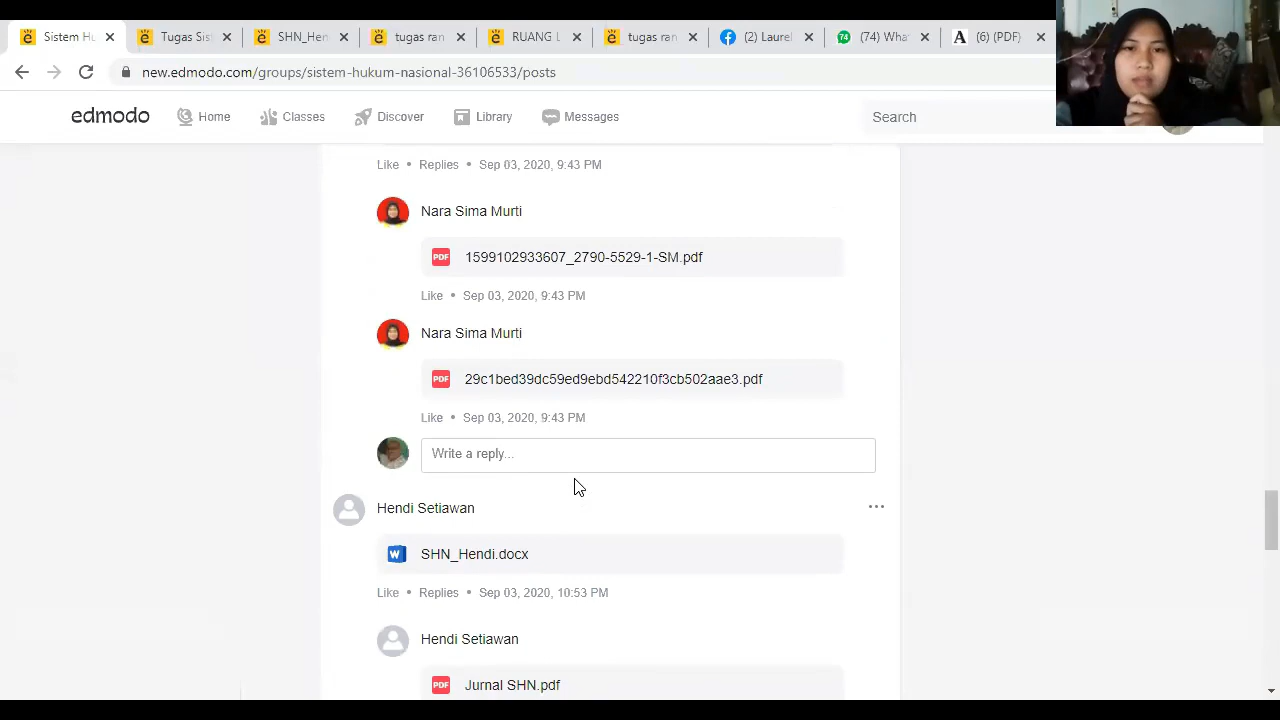 Sistem Hu
Tugas Sis
SHN_Hen
tugas ran
RUANG L
tugas ran
(2) Laurel
(74) Wha
(6) (PDF)
new.edmodo.com/groups/sistem-hukum-nasional-36106533/posts
edmodo
Home
Classes
Discover
Library
Messages
Search
Like • Replies • Sep 03, 2020, 9:43 PM
Nara Sima Murti
PDF 1599102933607_2790-5529-1-SM.pdf
Like • Sep 03, 2020, 9:43 PM
Nara Sima Murti
PDF 29c1bed39dc59ed9ebd542210f3cb502aae3.pdf
Like • Sep 03, 2020, 9:43 PM
Write a reply...
Hendi Setiawan
W SHN_Hendi.docx
Like • Replies • Sep 03, 2020, 10:53 PM
Hendi Setiawan
PDF Jurnal SHN.pdf